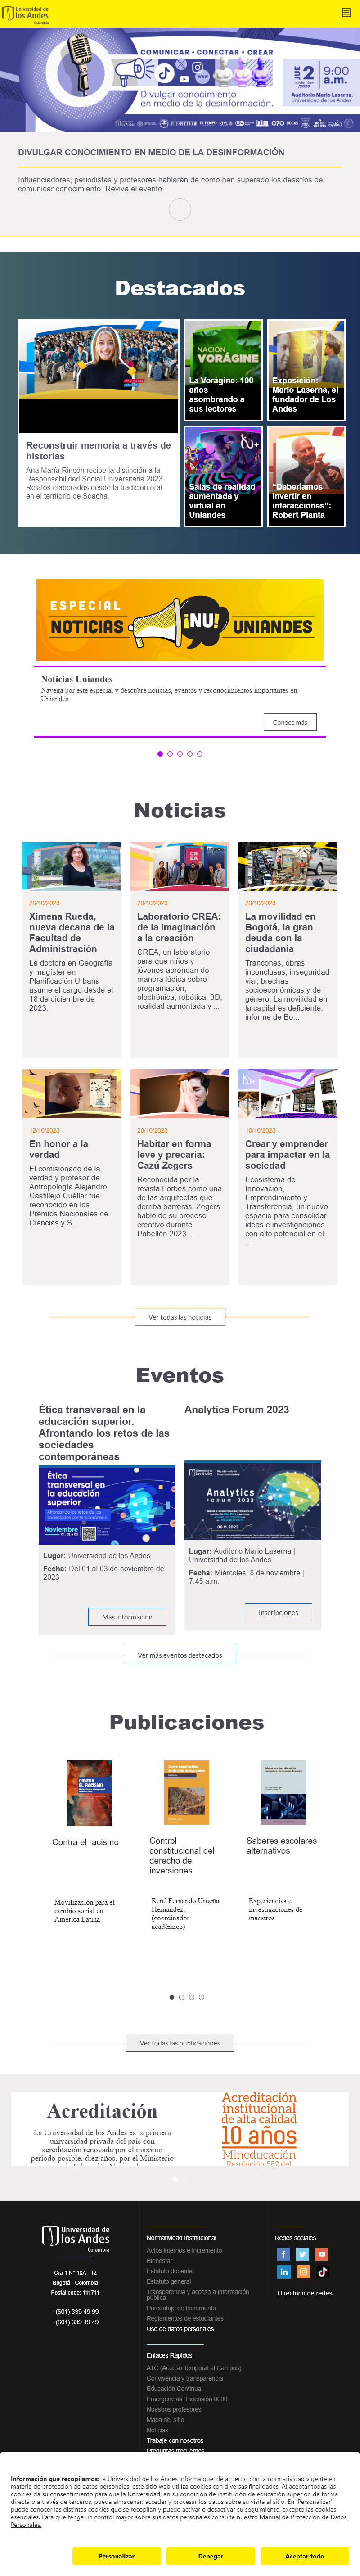 Universidad de
los Andes
Colombia
COMUNICAR - CONECTAR - CREAR
Divulgar conocimiento
en medio de la desinformación.
JUE
2
9:00
a.m.
Auditorio Mario Laserna,
Universidad de los Andes
DIVULGAR CONOCIMIENTO EN MEDIO DE LA DESINFORMACIÓN
Influenciadores, periodistas y profesores hablarán de cómo han superado los desafíos de
comunicar conocimiento. Reviva el evento.
Destacados
Reconstruir memoria a través de
historias
Ana María Rincón recibe la distinción a la
Responsabilidad Social Universitaria 2023.
Relatos elaborados desde la tradición oral
en el territorio de Soacha.
NACIÓN
VORÁGINE
La Vorágine: 100
años
asombrando a
sus lectores
Exposición:
Mario Laserna, el
fundador de Los
Andes
Salas de realidad
aumentada y
virtual en
Uniandes
“Deberíamos
invertir en
interacciones”:
Robert Pianta
ESPECIAL
NOTICIAS ¡NU! UNIANDES
Noticias Uniandes
Navega por este especial y descubre noticias, eventos y reconocimientos importantes en
Uniandes.
Conoce más
Noticias
26/10/2023
Ximena Rueda,
nueva decana de la
Facultad de
Administración
La doctora en Geografía
y magíster en
Planificación Urbana
asume el cargo desde el
18 de diciembre de
2023.
20/10/2023
Laboratorio CREA:
de la imaginación
a la creación
CREA, un laboratorio
para que niños y
jóvenes aprendan de
manera lúdica sobre
programación,
electrónica, robótica, 3D,
realidad aumentada y ...
23/10/2023
La movilidad en
Bogotá, la gran
deuda con la
ciudadanía
Trancones, obras
inconclusas, inseguridad
vial, brechas
socioeconómicas y de
género. La movilidad en
la capital es deficiente:
informe de Bo...
12/10/2023
En honor a la
verdad
El comisionado de la
verdad y profesor de
Antropología Alejandro
Castillejo Cuéllar fue
reconocido en los
Premios Nacionales de
Ciencias y S...
20/10/2023
Habitar en forma
leve y precaria:
Cazú Zegers
Reconocida por la
revista Forbes como una
de las arquitectas que
derriba barreras, Zegers
habló de su proceso
creativo durante
Pabellón 2023...
10/10/2023
Crear y emprender
para impactar en la
sociedad
Ecosistema de
Innovación,
Emprendimiento y
Transferencia, un nuevo
espacio para consolidar
ideas e investigaciones
con alto potencial en el
...
Ver todas las noticias
Eventos
Ética transversal en la
educación superior.
Afrontando los retos de las
sociedades
contemporáneas
Ética
transversal en
la educación
superior
Noviembre
Lugar: Universidad de los Andes
Fecha: Del 01 al 03 de noviembre de
2023
Más información
Analytics Forum 2023
Analytics
FORUM - 2023
08.11.2023
Lugar: Auditorio Mario Laserna |
Universidad de los Andes
Fecha: Miércoles, 8 de noviembre |
7:45 a.m.
Inscripciones
Ver más eventos destacados
Publicaciones
CONTRA
EL RACISMO
Contra el racismo
Movilización para el
cambio social en
América Latina
Control
constitucional del
derecho de
inversiones
René Fernando Urueña
Hernández,
(coordinador
académico)
Saberes escolares
alternativos
Experiencias e
investigaciones de
maestros
Ver todas las publicaciones
Acreditación
La Universidad de los Andes es la primera
universidad privada del país con
acreditación renovada por el máximo
periodo posible, diez años, por el Ministerio
Acreditación
institucional
de alta calidad
10 años
Mineducación
Resolución 582 del
Universidad de
los Andes
Colombia
Cra 1 Nº 18A - 12
Bogotá - Colombia
Postal code: 111711
+(601) 339 49 99
+(601) 339 49 49
Normatividad Institucional
Actos internos e incremento
Bienestar
Estatuto docente
Estatuto general
Transparencia y acceso a información
pública
Porcentaje de incremento
Reglamentos de estudiantes
Uso de datos personales
Enlaces Rápidos
ATC (Acceso Temporal al Campus)
Convivencia y transparencia
Educación Continua
Emergencias: Extensión 0000
Nuestros profesores
Mapa del sitio
Noticias
Trabaje con nosotros
Preguntas frecuentes
Redes sociales
Directorio de redes
Información que recopilamos: la Universidad de Los Andes informa que, de acuerdo con la normatividad vigente en
materia de protección de datos personales, este sitio web utiliza cookies con diversas finalidades. Al aceptar todas las
cookies da su consentimiento para que la Universidad, en su condición de institución de educación superior, de forma
directa o a través de terceros, pueda almacenar, acceder y procesar datos por sobre su visita al sitio. En 'Personalizar'
puede conocer las distintas cookies que se recopilan y puede activar o desactivar su seguimiento, excepto, las cookies
esenciales. Para que tenga un control mayor sobre sus datos personales consulte nuestro Manual de Protección de Datos
Personales.
Personalizar
Denegar
Aceptar todo